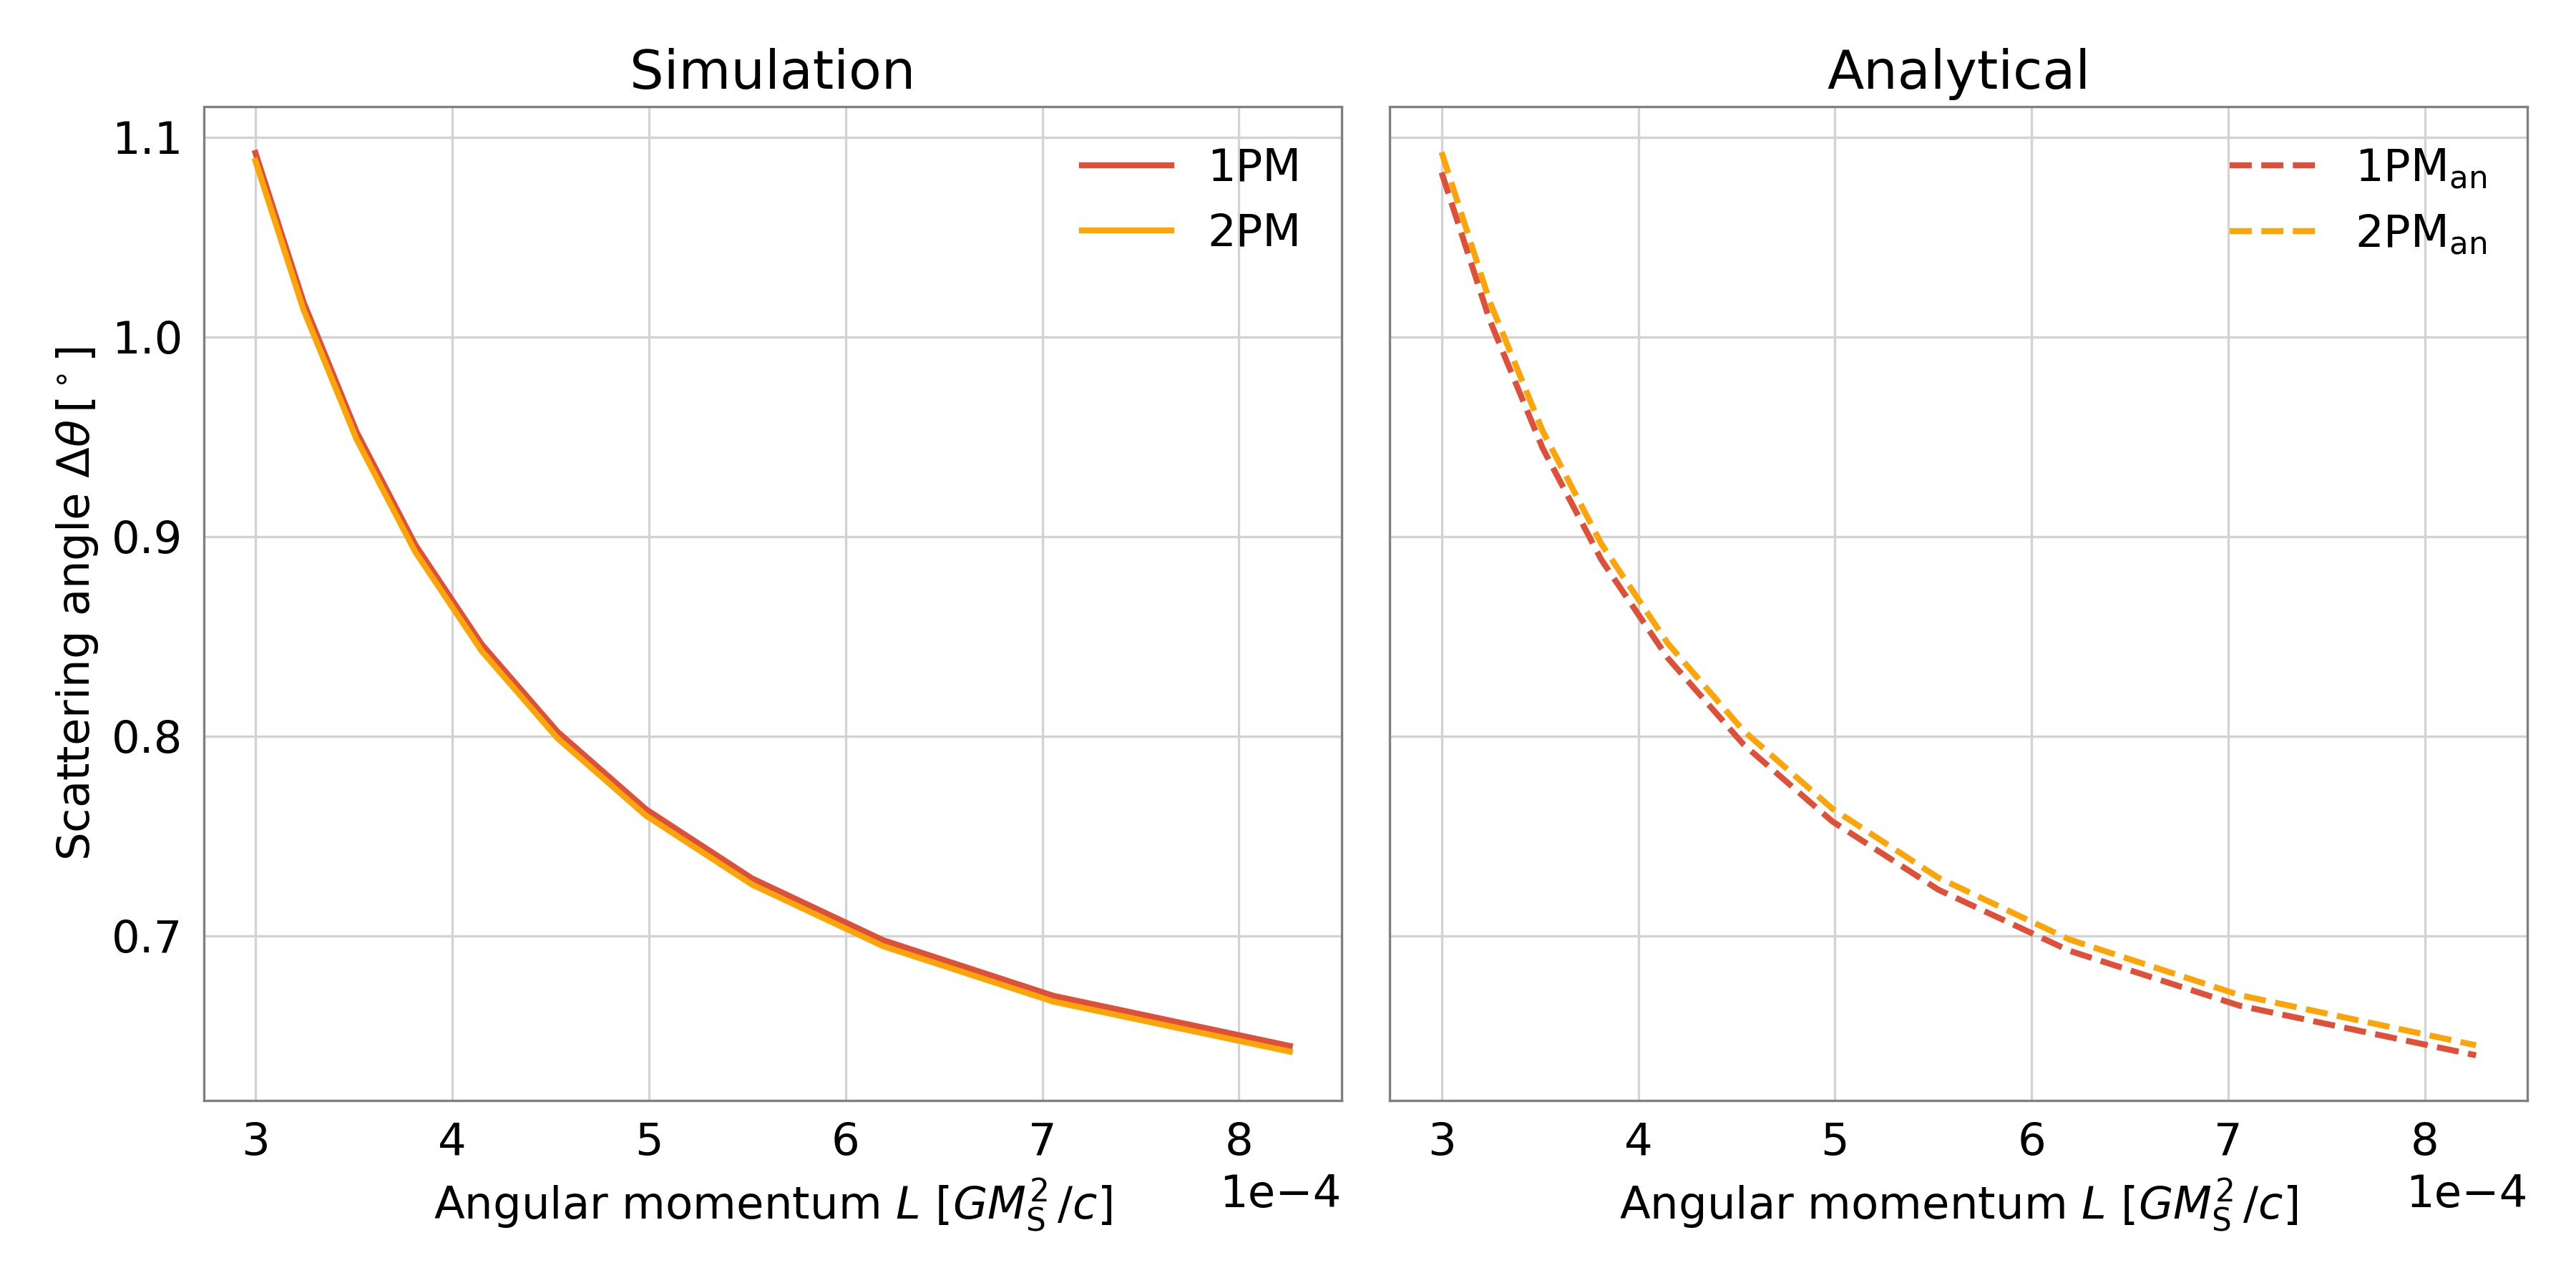 Simulation
Analytical
1PM
2PM
1PM_an
2PM_an
Scattering angle Δθ [°]
1.1
1.0
0.9
0.8
0.7
3 4 5 6 7 8
1e−4
Angular momentum L [GM_S^2/c]
3 4 5 6 7 8
1e−4
Angular momentum L [GM_S^2/c]